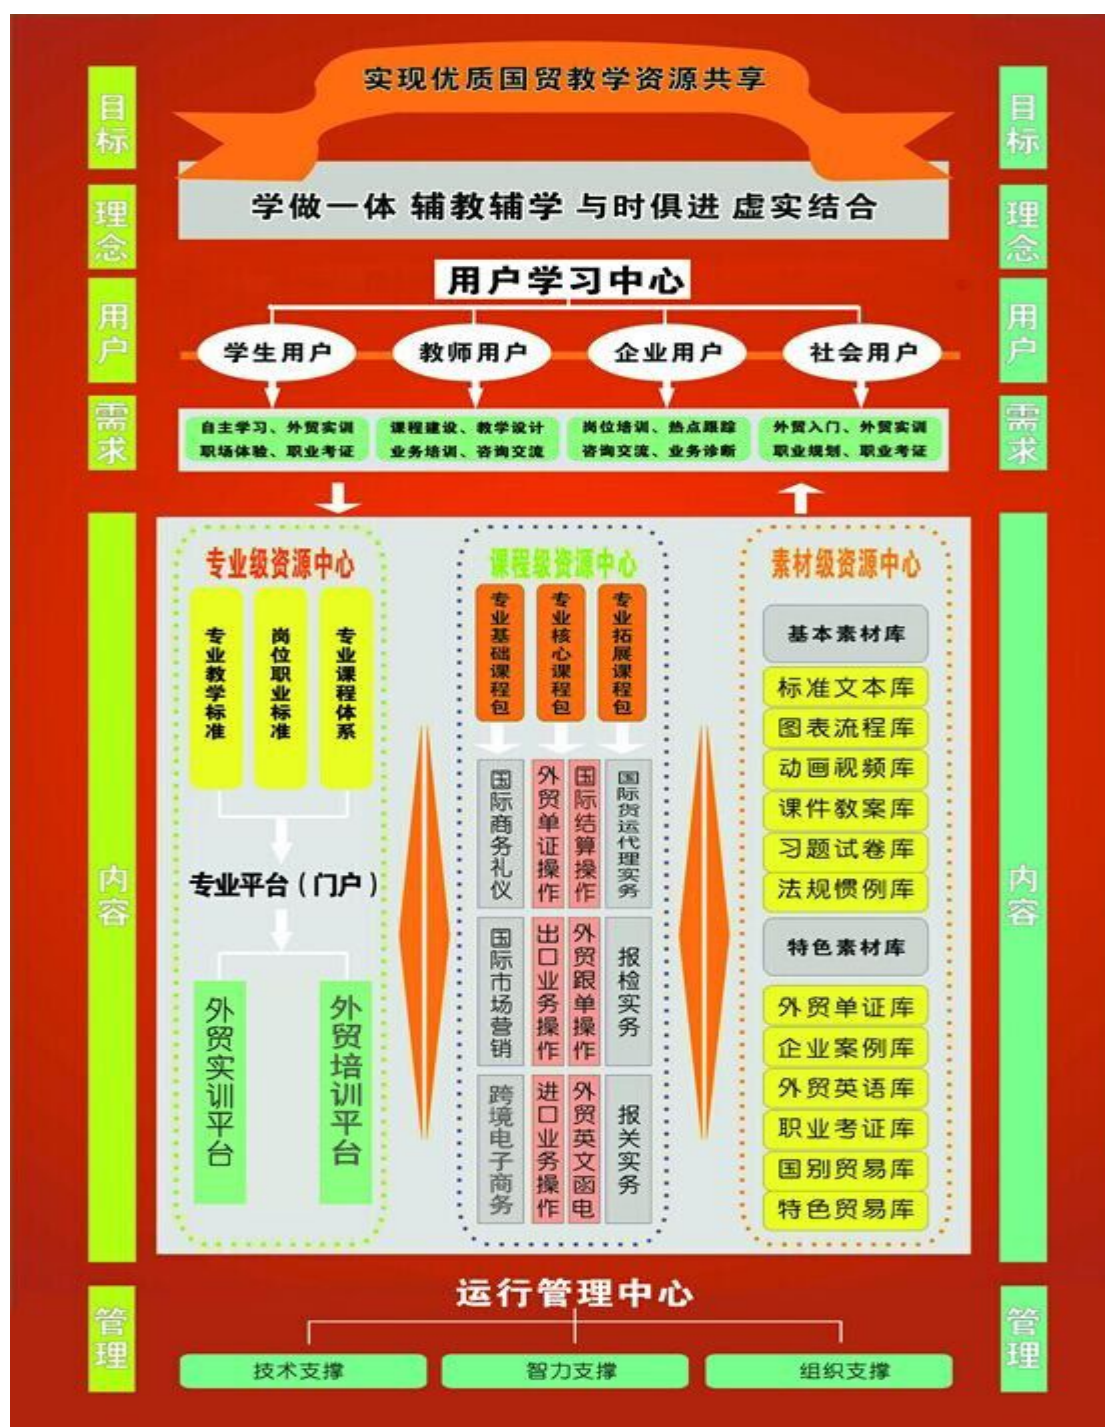 实现优质国贸教学资源共享
目标
目标
学做一体 辅教辅学 与时俱进 虚实结合
理念
理念
用户学习中心
用户
用户
学生用户
教师用户
企业用户
社会用户
需求
需求
自主学习、外贸实训
职场体验、职业考证
课程建设、教学设计
业务培训、咨询交流
岗位培训、热点跟踪
咨询交流、业务诊断
外贸入门、外贸实训
职业规划、职业考证
内容
内容
专业级资源中心
专业教学标准
岗位职业标准
专业课程体系
专业平台(门户)
外贸实训平台
外贸培训平台
课程级资源中心
专业基础课程包
专业核心课程包
专业拓展课程包
国际商务礼仪
外贸单证操作
国际结算操作
国际货运代理实务
国际市场营销
出口业务操作
外贸跟单操作
报检实务
跨境电子商务
进口业务操作
外贸英文函电
报关实务
素材级资源中心
基本素材库
标准文本库
图表流程库
动画视频库
课件教案库
习题试卷库
法规惯例库
特色素材库
外贸单证库
企业案例库
外贸英语库
职业考证库
国别贸易库
特色贸易库
管理
管理
运行管理中心
技术支撑
智力支撑
组织支撑